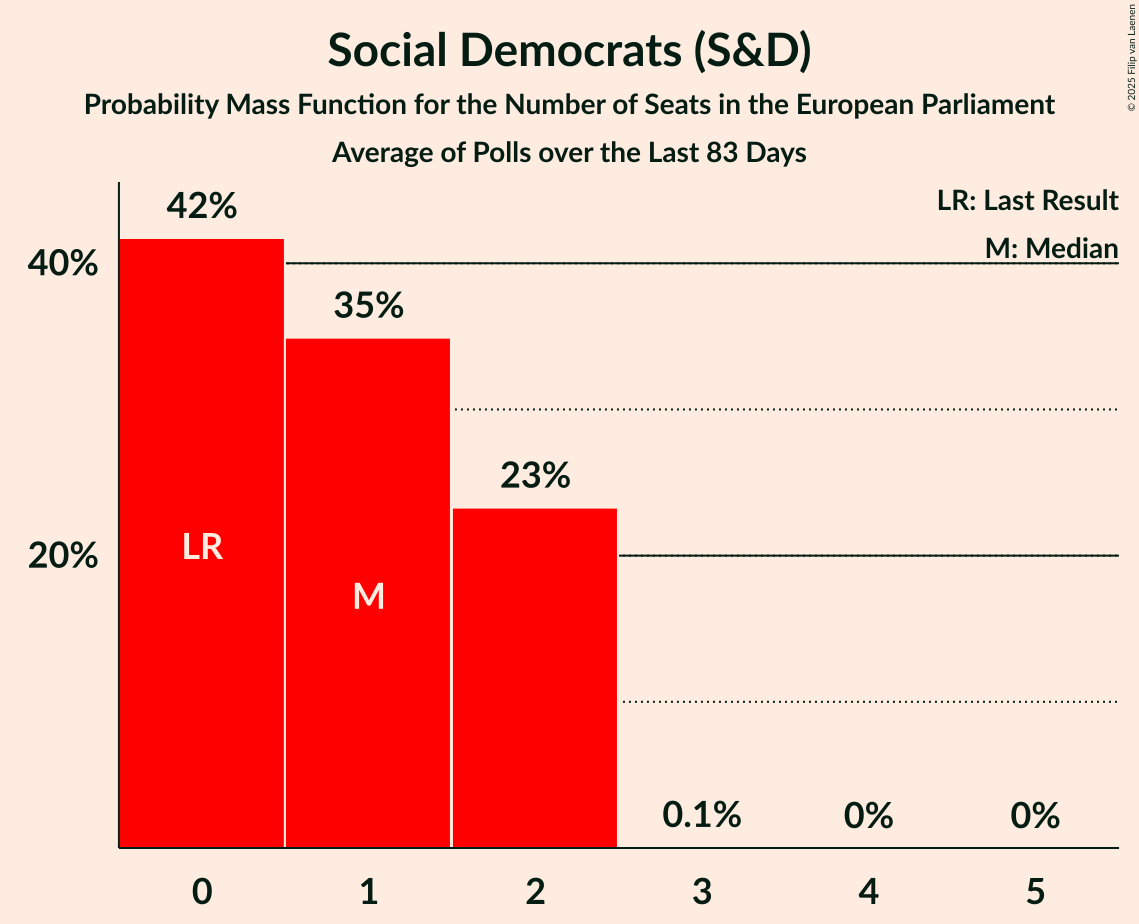 Social Democrats (S&D)
Probability Mass Function for the Number of Seats in the European Parliament
Average of Polls over the Last 83 Days
© 2025 Filip van Laenen
LR: Last Result
M: Median
42%
40%
35%
23%
20%
LR
M
0.1%
0%
0%
0
1
2
3
4
5